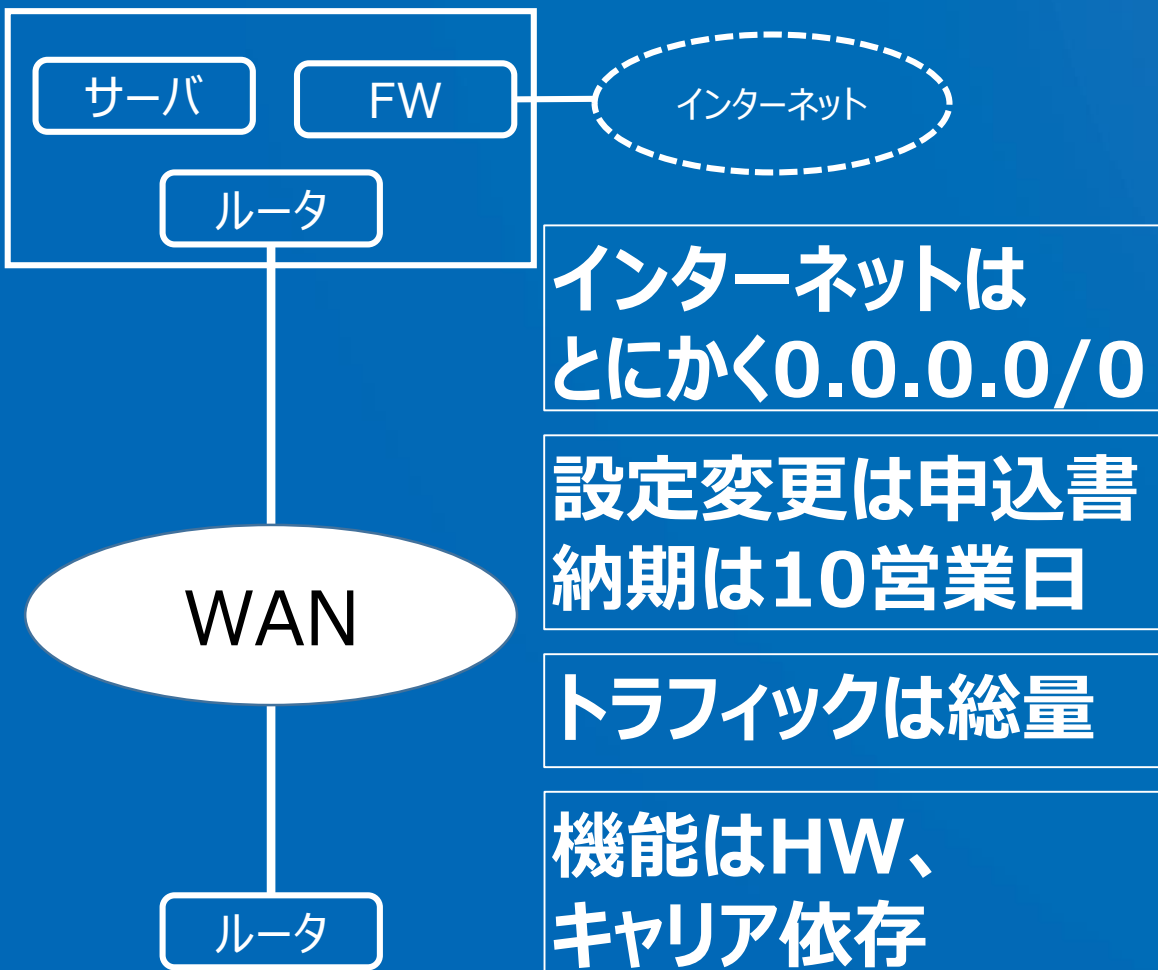 サーバ
FW
インターネット
ルータ
インターネットは
とにかく0.0.0.0/0
設定変更は申込書
納期は10営業日
WAN
トラフィックは総量
機能はHW、
キャリア依存
ルータ